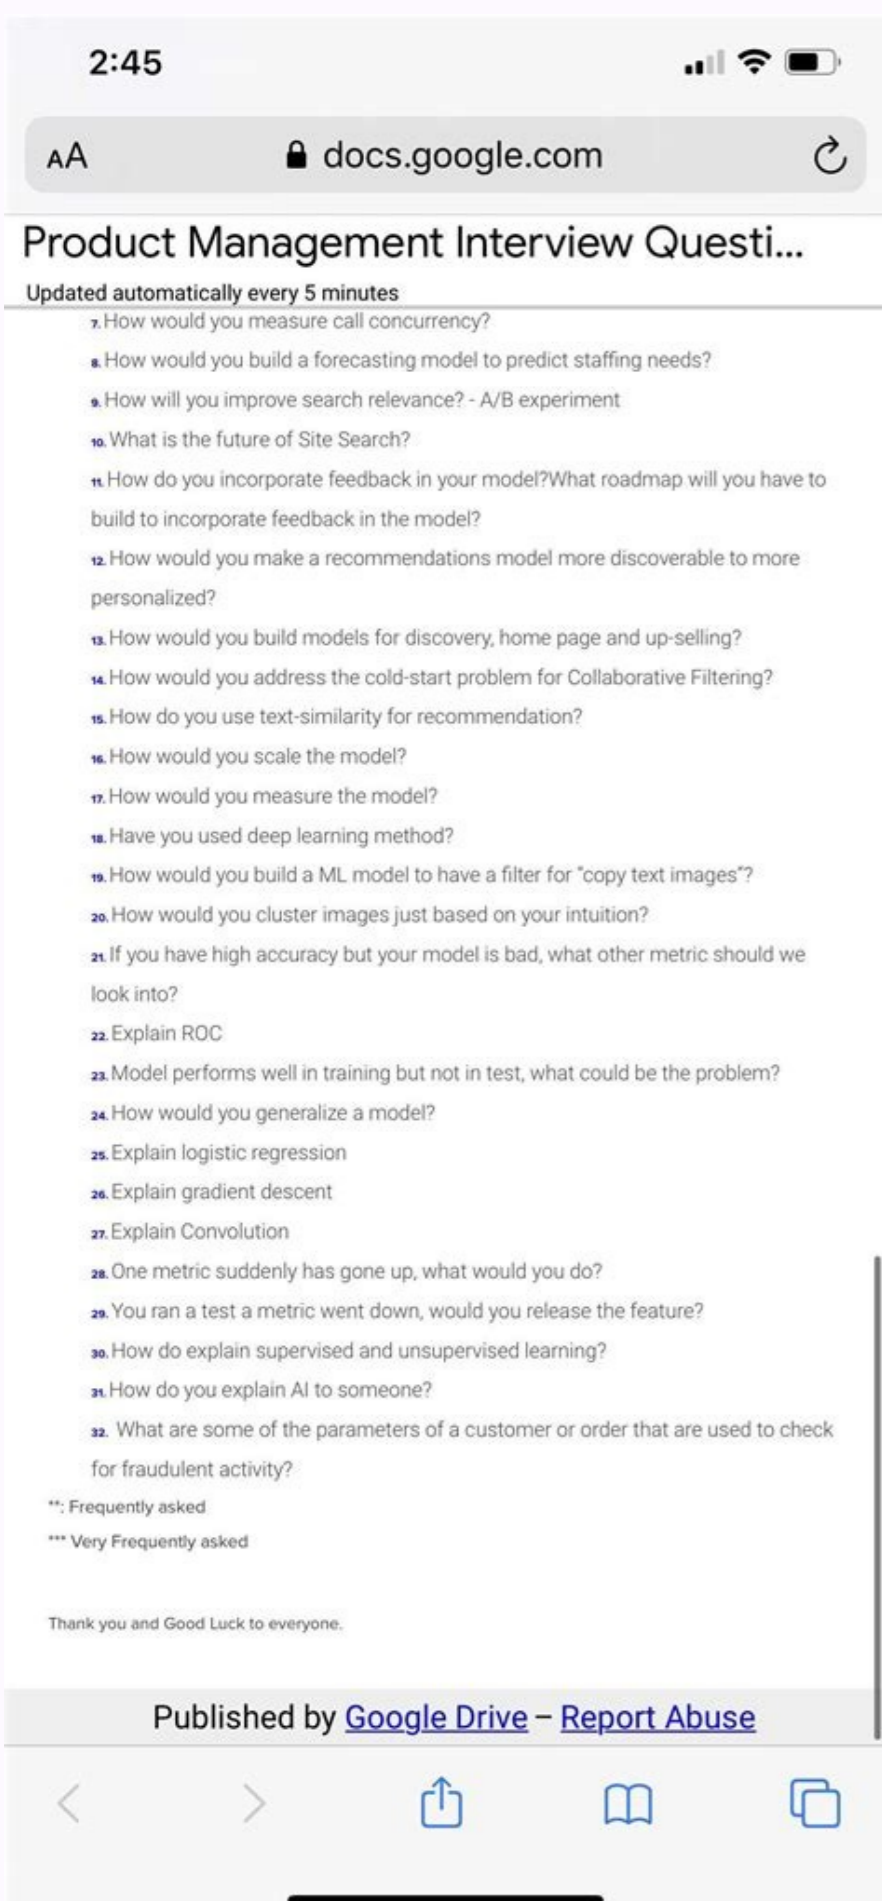 2:45
AA docs.google.com
Product Management Interview Questi...
Updated automatically every 5 minutes
7. How would you measure call concurrency?
8. How would you build a forecasting model to predict staffing needs?
9. How will you improve search relevance? - A/B experiment
10. What is the future of Site Search?
11. How do you incorporate feedback in your model?What roadmap will you have to
build to incorporate feedback in the model?
12. How would you make a recommendations model more discoverable to more
personalized?
13. How would you build models for discovery, home page and up-selling?
14. How would you address the cold-start problem for Collaborative Filtering?
15. How do you use text-similarity for recommendation?
16. How would you scale the model?
17. How would you measure the model?
18. Have you used deep learning method?
19. How would you build a ML model to have a filter for "copy text images"?
20. How would you cluster images just based on your intuition?
21. If you have high accuracy but your model is bad, what other metric should we
look into?
22. Explain ROC
23. Model performs well in training but not in test, what could be the problem?
24. How would you generalize a model?
25. Explain logistic regression
26. Explain gradient descent
27. Explain Convolution
28. One metric suddenly has gone up, what would you do?
29. You ran a test a metric went down, would you release the feature?
30. How do explain supervised and unsupervised learning?
31. How do you explain AI to someone?
32. What are some of the parameters of a customer or order that are used to check
for fraudulent activity?
**: Frequently asked
*** Very Frequently asked
Thank you and Good Luck to everyone.
Published by Google Drive – Report Abuse